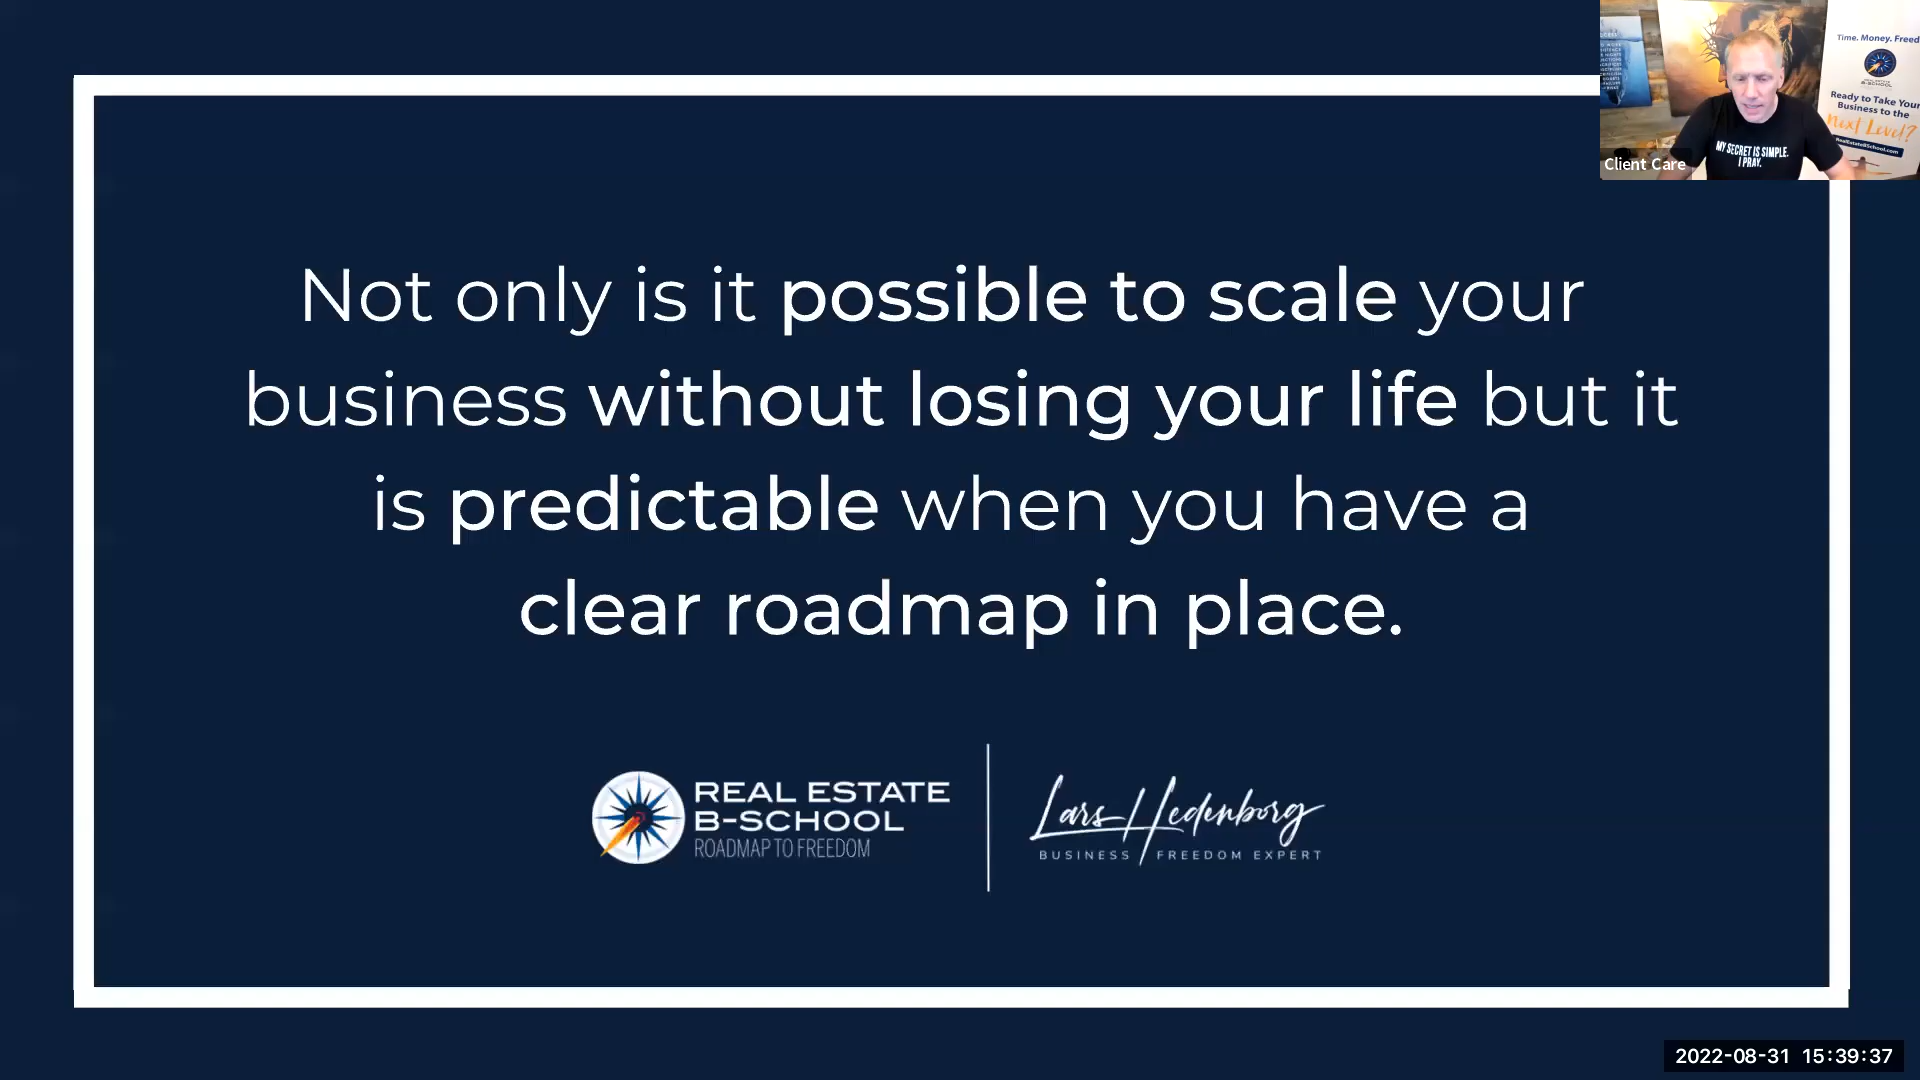 Not only is it possible to scale your
business without losing your life but it
is predictable when you have a
clear roadmap in place.
REAL ESTATE
B-SCHOOL
ROADMAP TO FREEDOM
Lars Hedenborg
BUSINESS FREEDOM EXPERT
Time. Money. Freed
B-SCHOOL
Ready to Take Your
Business to the
Next Level?
RealEstateBSchool.com
MY SECRET IS SIMPLE.
I PRAY.
Client Care
2022-08-31 15:39:37